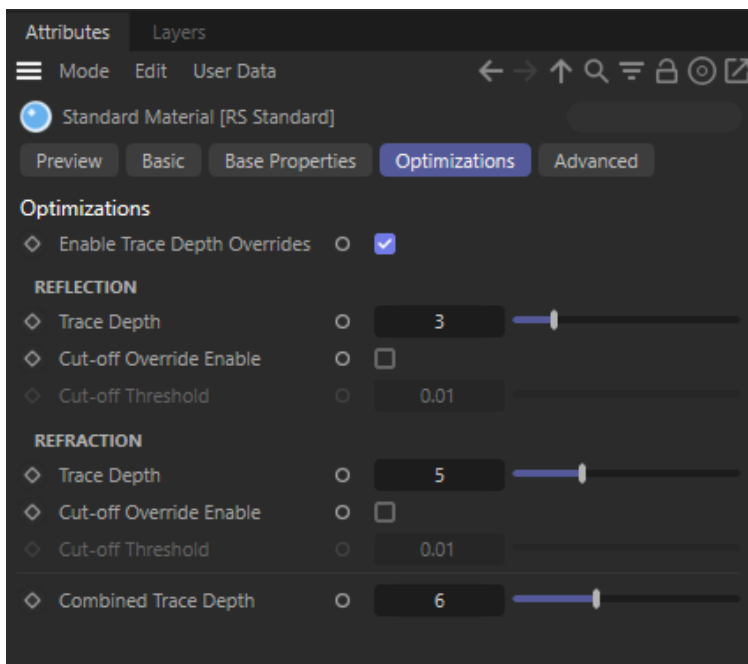 Attributes Layers
Mode Edit User Data
Standard Material [RS Standard]
Preview Basic Base Properties Optimizations Advanced
Optimizations
Enable Trace Depth Overrides
REFLECTION
Trace Depth 3
Cut-off Override Enable
Cut-off Threshold 0.01
REFRACTION
Trace Depth 5
Cut-off Override Enable
Cut-off Threshold 0.01
Combined Trace Depth 6